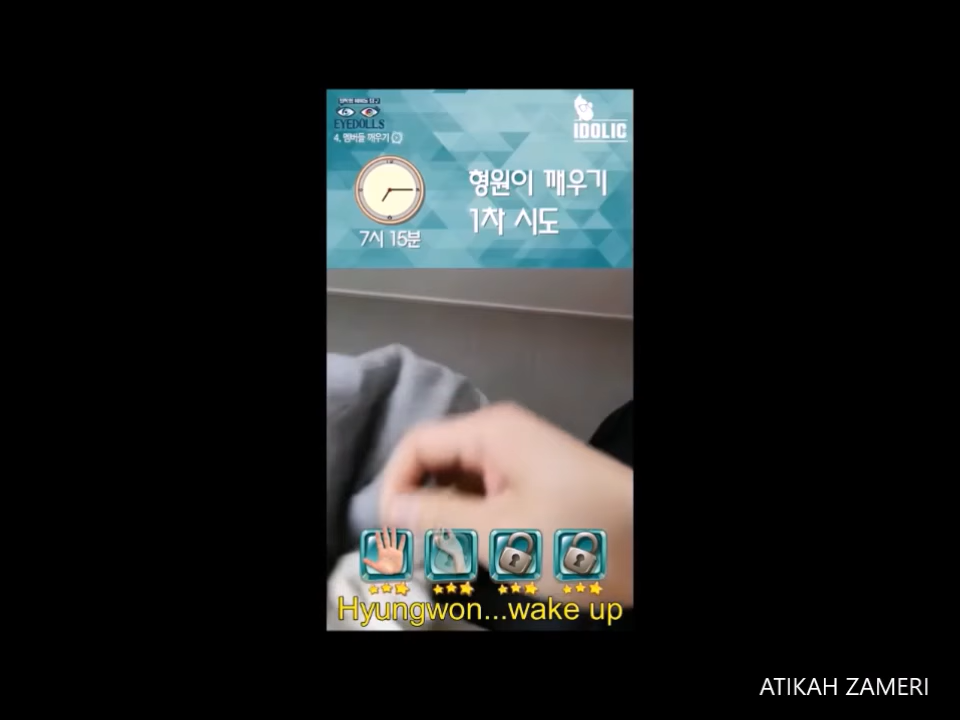 EYEDOLLS
4. 멤버들 깨우기
IDOLIC
7시 15분
형원이 깨우기
1차 시도
Hyungwon...wake up
ATIKAH ZAMERI